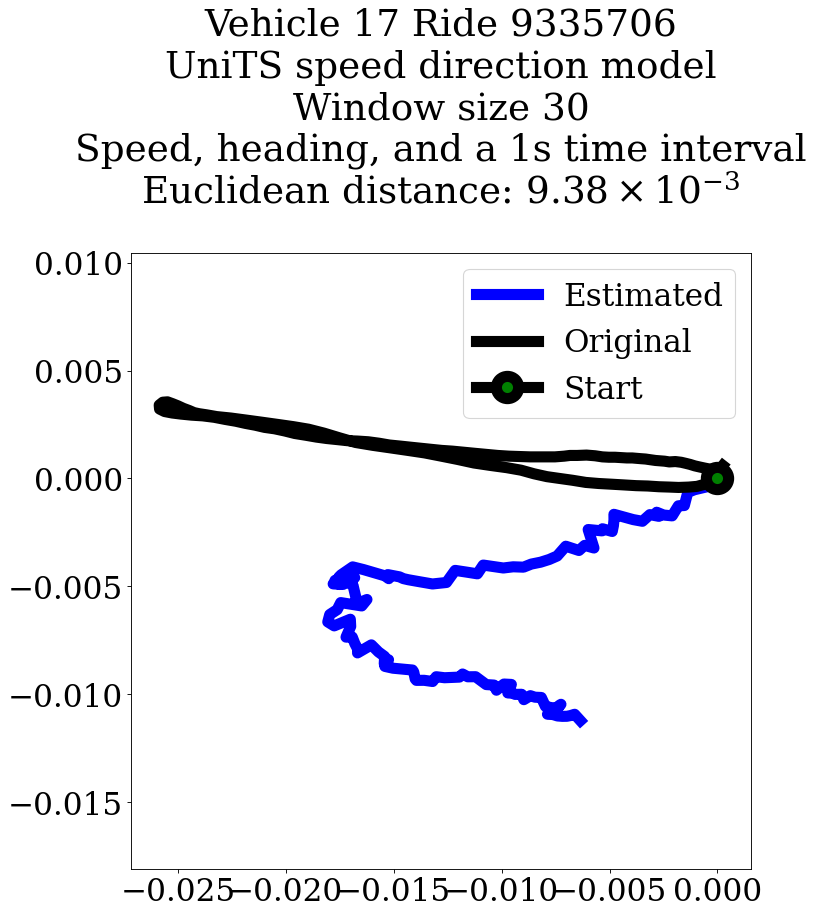 Vehicle 17 Ride 9335706
UniTS speed direction model
Window size 30
Speed, heading, and a 1s time interval
Euclidean distance: 9.38 × 10⁻³
0.010
0.005
0.000
−0.005
−0.010
−0.015
Estimated
Original
Start
−0.025 −0.020 −0.015 −0.010 −0.005 0.000